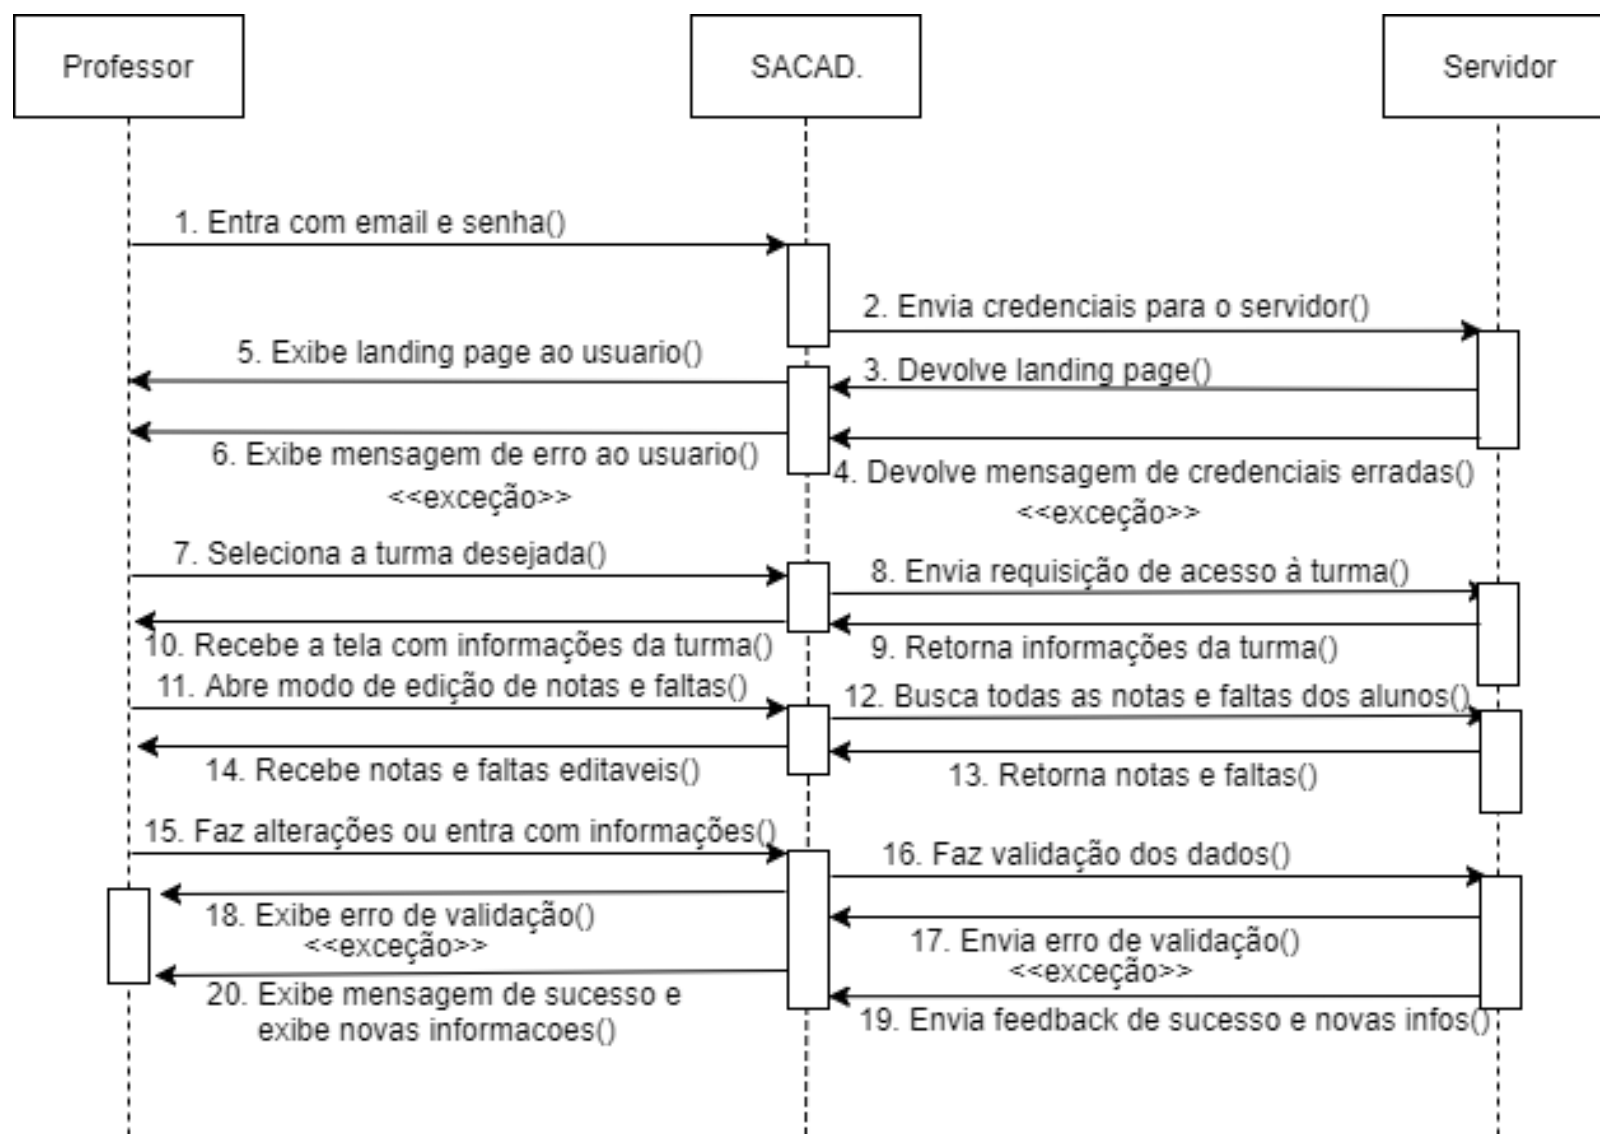 Professor
SACAD.
Servidor
1. Entra com email e senha()
2. Envia credenciais para o servidor()
5. Exibe landing page ao usuario()
3. Devolve landing page()
6. Exibe mensagem de erro ao usuario()
<<exceção>>
4. Devolve mensagem de credenciais erradas()
<<exceção>>
7. Seleciona a turma desejada()
8. Envia requisição de acesso à turma()
10. Recebe a tela com informações da turma()
9. Retorna informações da turma()
11. Abre modo de edição de notas e faltas()
12. Busca todas as notas e faltas dos alunos()
14. Recebe notas e faltas editaveis()
13. Retorna notas e faltas()
15. Faz alterações ou entra com informações()
16. Faz validação dos dados()
18. Exibe erro de validação()
<<exceção>>
17. Envia erro de validação()
<<exceção>>
20. Exibe mensagem de sucesso e
exibe novas informacoes()
19. Envia feedback de sucesso e novas infos()